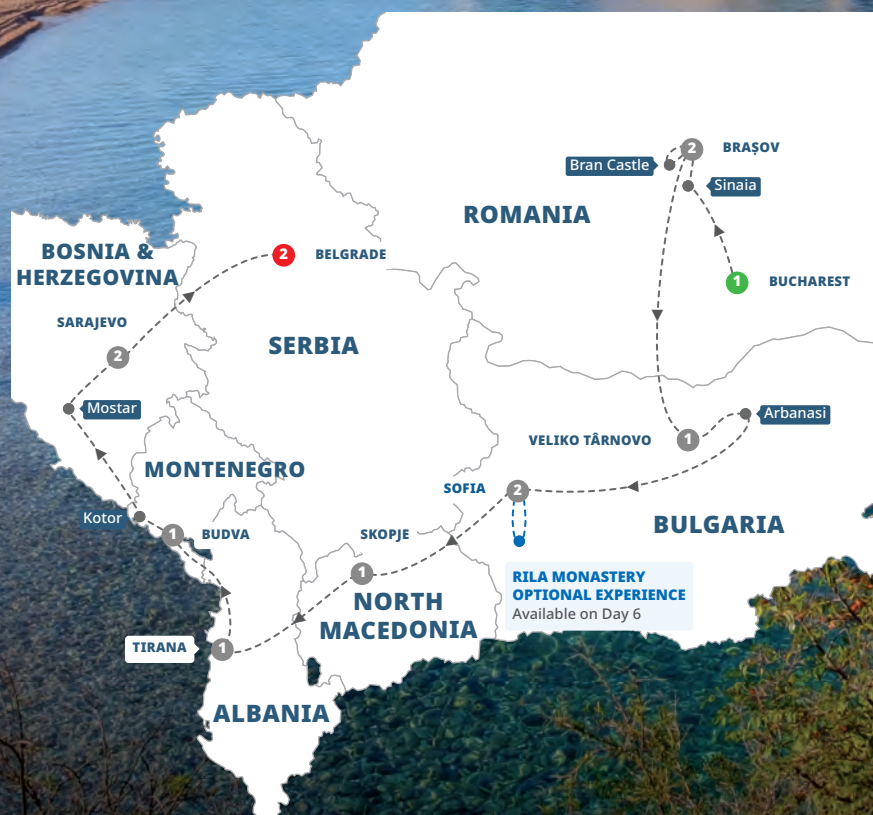 Bran Castle
2
BRAȘOV
Sinaia
ROMANIA
BOSNIA &
HERZEGOVINA
2
BELGRADE
1
BUCHAREST
SARAJEVO
2
SERBIA
Mostar
Arbanasi
VELIKO TÂRNOVO
1
MONTENEGRO
SOFIA
2
Kotor
1
BUDVA
SKOPJE
BULGARIA
1
RILA MONASTERY
OPTIONAL EXPERIENCE
Available on Day 6
NORTH
MACEDONIA
TIRANA
1
ALBANIA